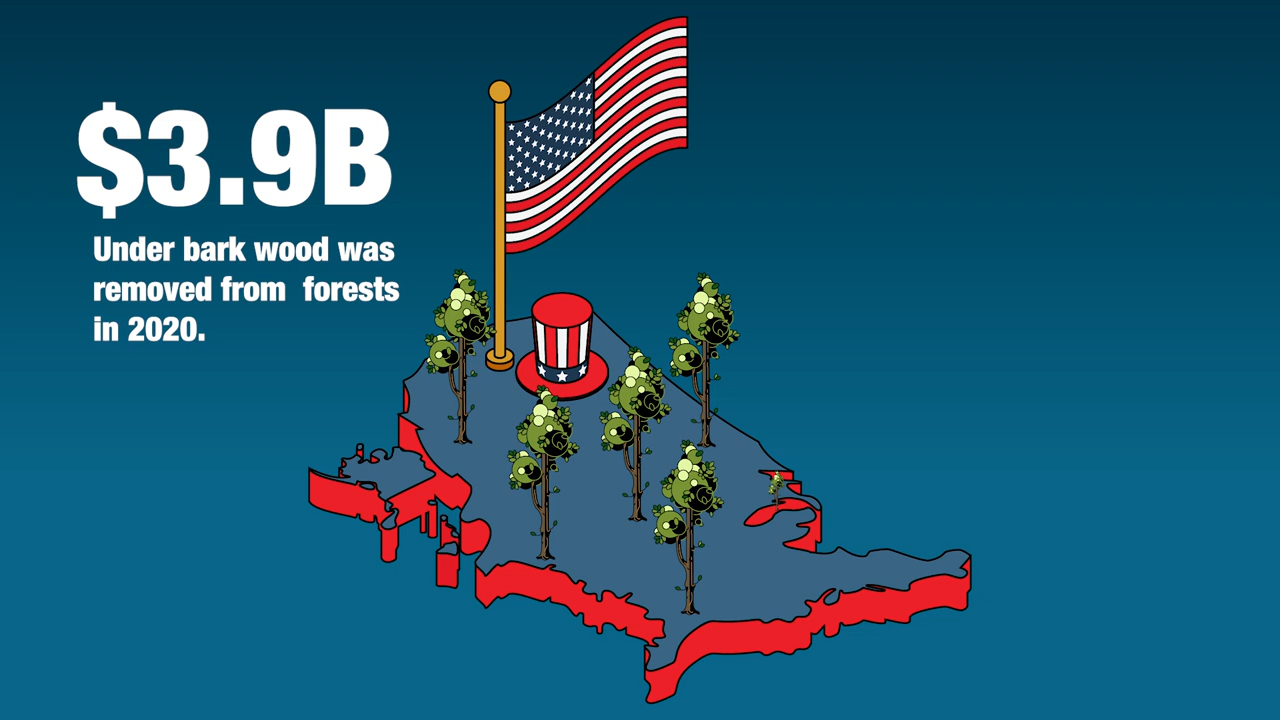 $3.9B
Under bark wood was
removed from  forests
in 2020.